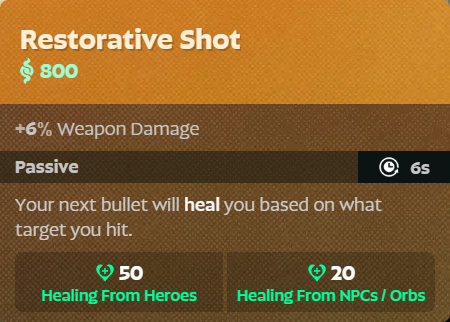 Restorative Shot
800
+6% Weapon Damage
Passive
6s
Your next bullet will heal you based on what
target you hit.
50
Healing From Heroes
20
Healing From NPCs / Orbs